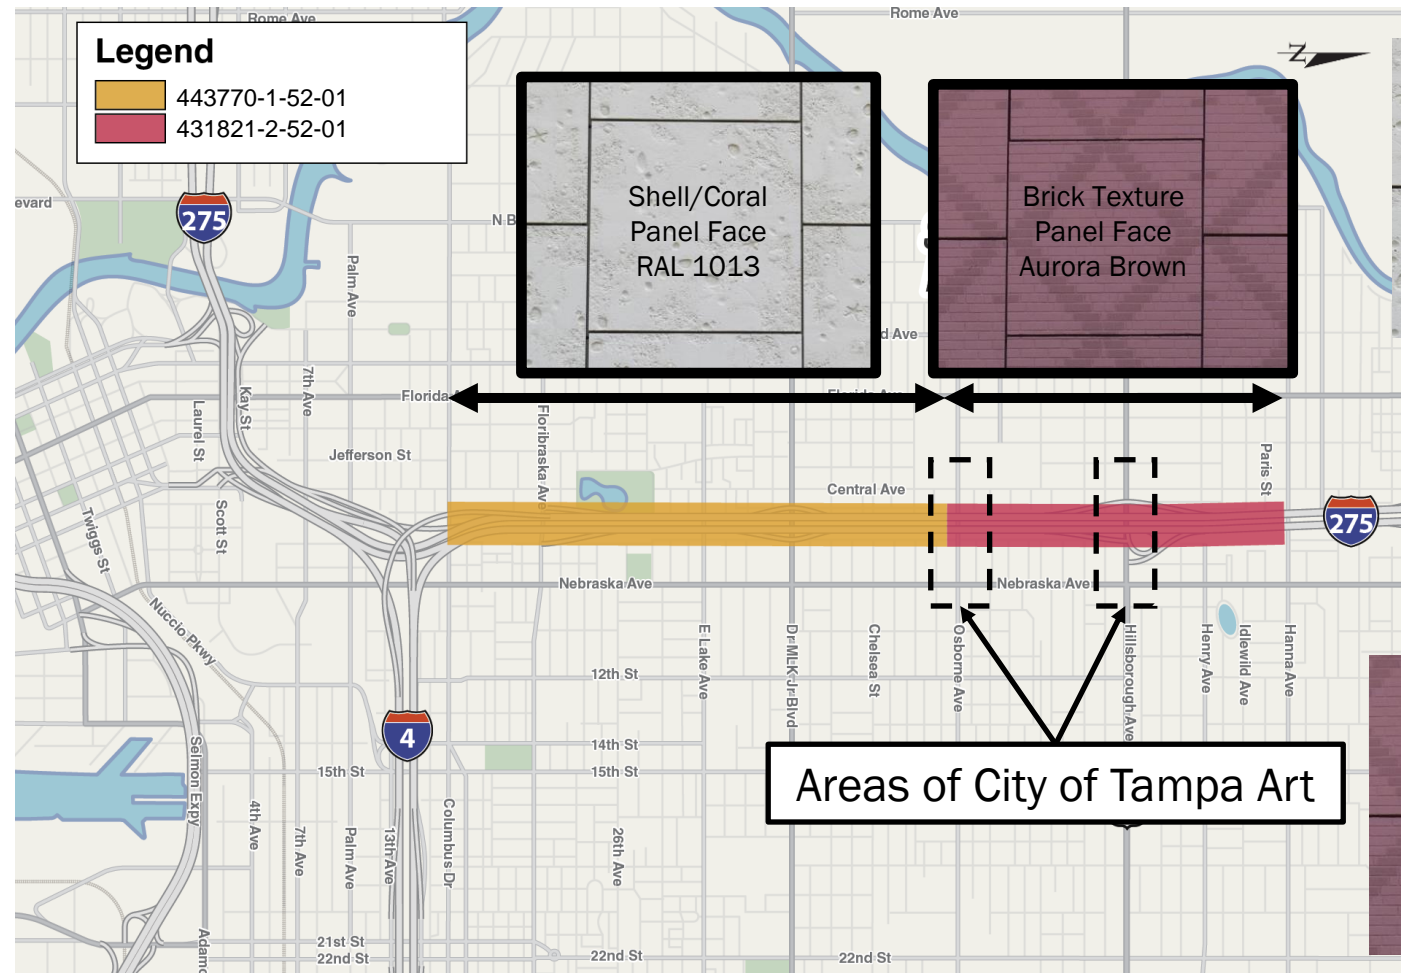 Rome Ave
Rome Ave
Legend
443770-1-52-01
431821-2-52-01
N
evard
275
N B
Palm Ave
Shell/Coral
Panel Face
RAL 1013
Brick Texture
Panel Face
Aurora Brown
d Ave
7th Ave
Kay St
Laurel St
Florida
Florida Ave
Floribraska Ave
Jefferson St
Central Ave
Paris St
275
Scott St
Twiggs St
Nebraska Ave
Nebraska Ave
Nuccio Pkwy
E Lake Ave
Dr MLK Jr Blvd
Chelsea St
Osborne Ave
Hillsborough Ave
Henry Ave
Idlewild Ave
Hanna Ave
12th St
4
14th St
15th St
15th St
Areas of City of Tampa Art
Selmon Expy
4th Ave
7th Ave
Palm Ave
13th Ave
Columbus Dr
26th Ave
21st St
22nd St
22nd St
22nd St
Adamo